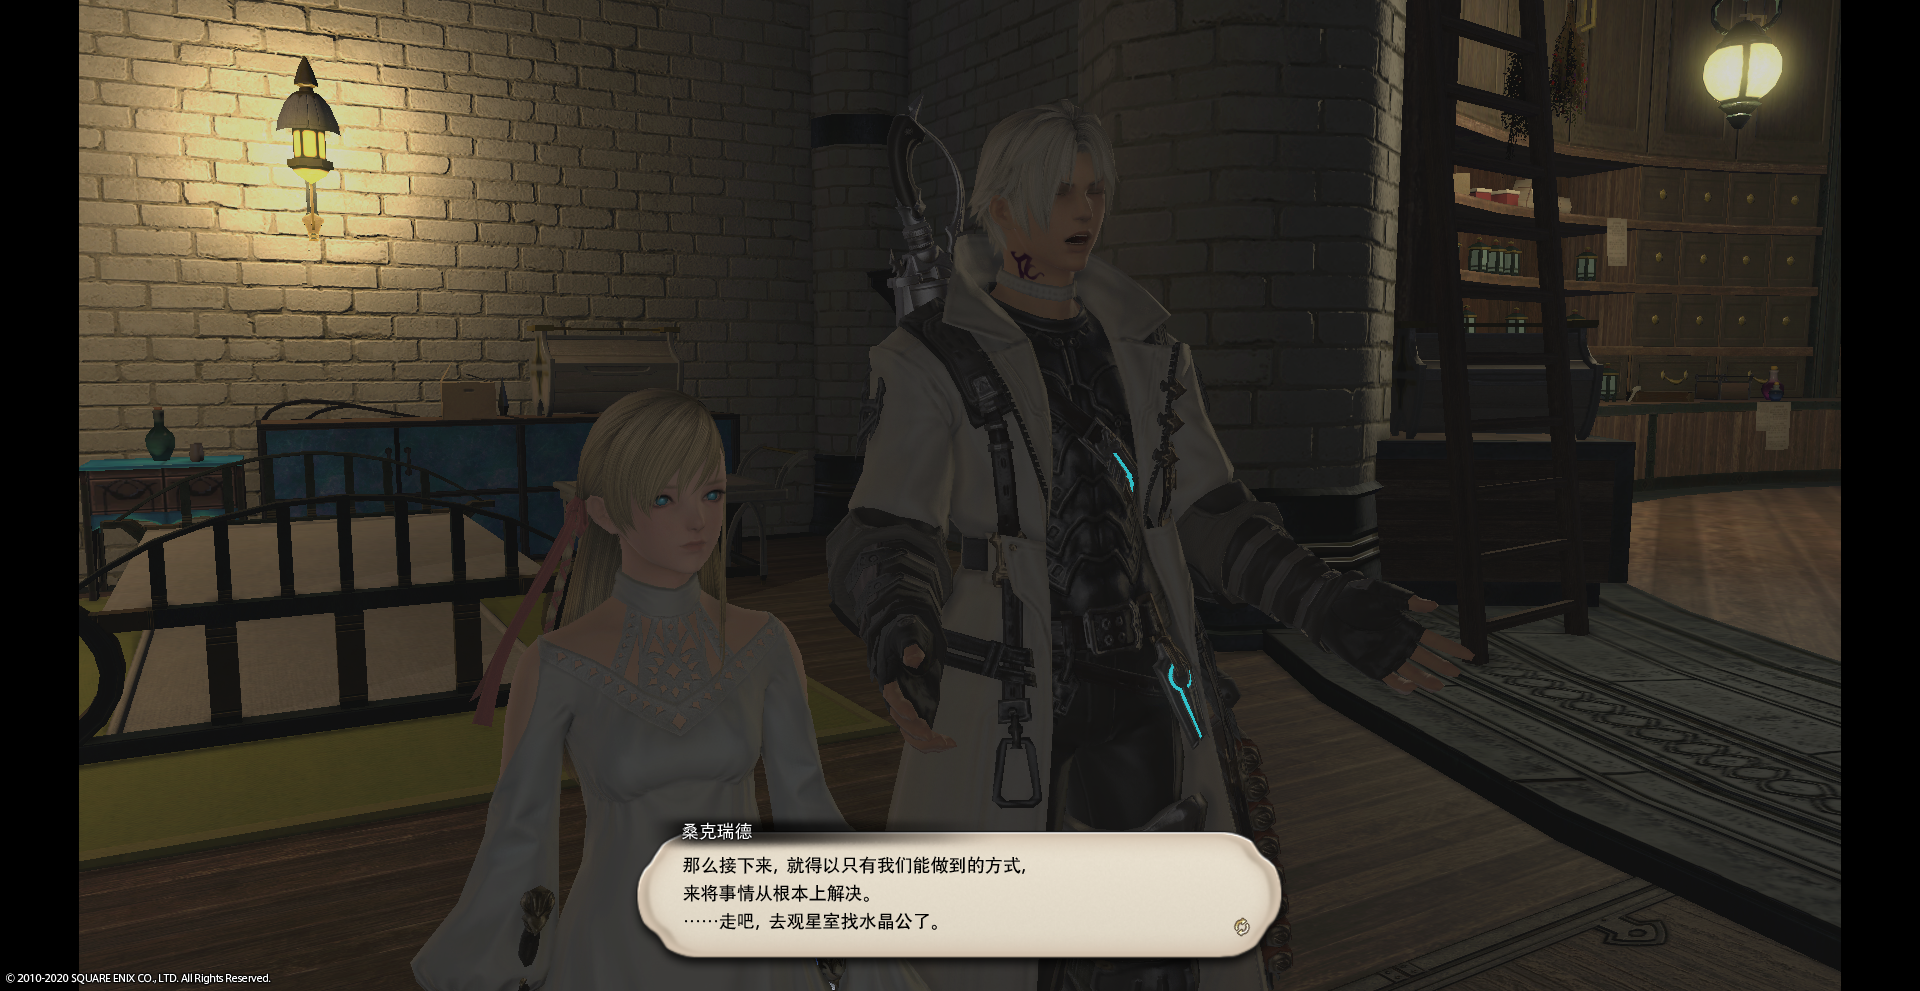 桑克瑞德
那么接下来，就得以只有我们能做到的方式，
来将事情从根本上解决。
……走吧，去观星室找水晶公了。
© 2010-2020 SQUARE ENIX CO., LTD. All Rights Reserved.